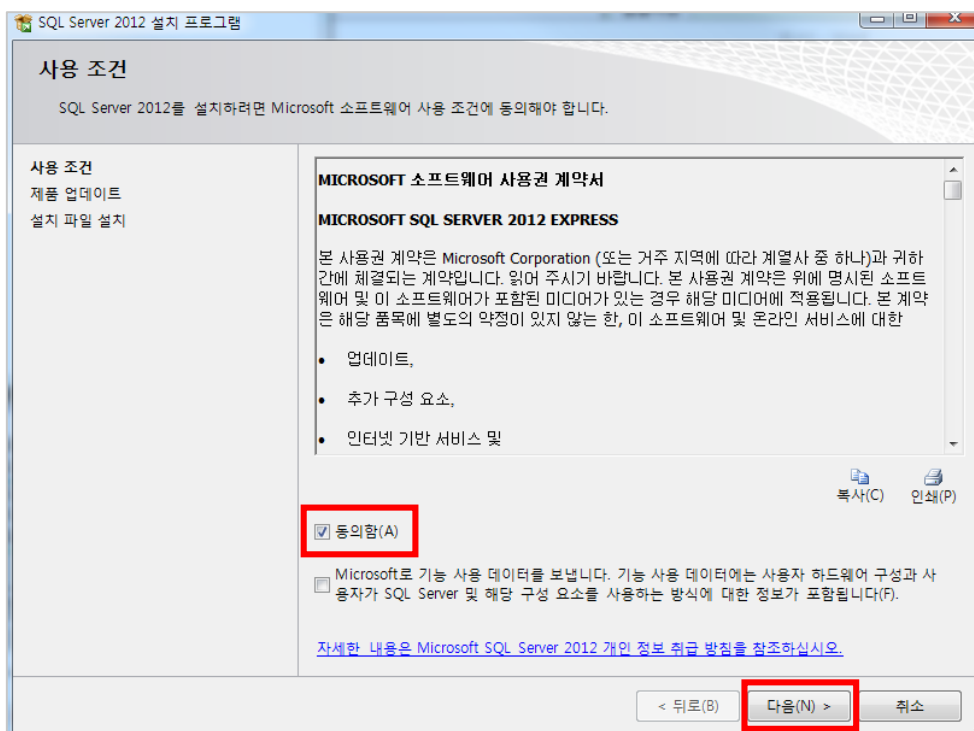 SQL Server 2012 설치 프로그램
사용 조건
SQL Server 2012를 설치하려면 Microsoft 소프트웨어 사용 조건에 동의해야 합니다.
사용 조건
제품 업데이트
설치 파일 설치
MICROSOFT 소프트웨어 사용권 계약서
MICROSOFT SQL SERVER 2012 EXPRESS
본 사용권 계약은 Microsoft Corporation (또는 거주 지역에 따라 계열사 중 하나)과 귀하
간에 체결되는 계약입니다. 읽어 주시기 바랍니다. 본 사용권 계약은 위에 명시된 소프트
웨어 및 이 소프트웨어가 포함된 미디어가 있는 경우 해당 미디어에 적용됩니다. 본 계약
은 해당 품목에 별도의 약정이 있지 않는 한, 이 소프트웨어 및 온라인 서비스에 대한
• 업데이트,
• 추가 구성 요소,
• 인터넷 기반 서비스 및
복사(C) 인쇄(P)
동의함(A)
Microsoft로 기능 사용 데이터를 보냅니다. 기능 사용 데이터에는 사용자 하드웨어 구성과 사
용자가 SQL Server 및 해당 구성 요소를 사용하는 방식에 대한 정보가 포함됩니다(F).
자세한 내용은 Microsoft SQL Server 2012 개인 정보 취급 방침을 참조하십시오.
< 뒤로(B) 다음(N) > 취소